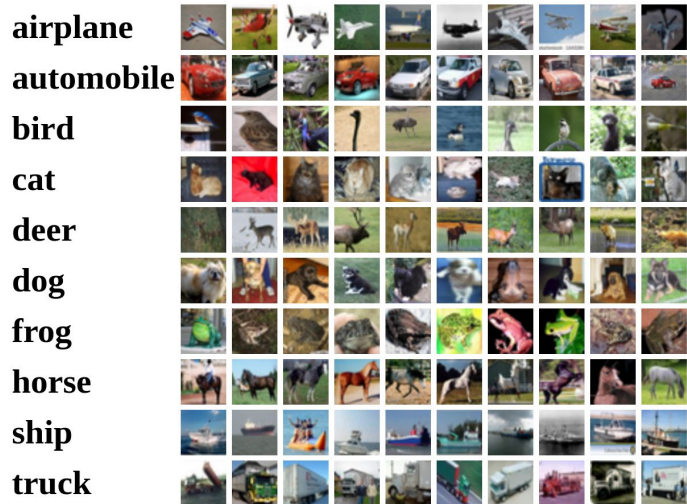 airplane
automobile
bird
cat
deer
dog
frog
horse
ship
truck